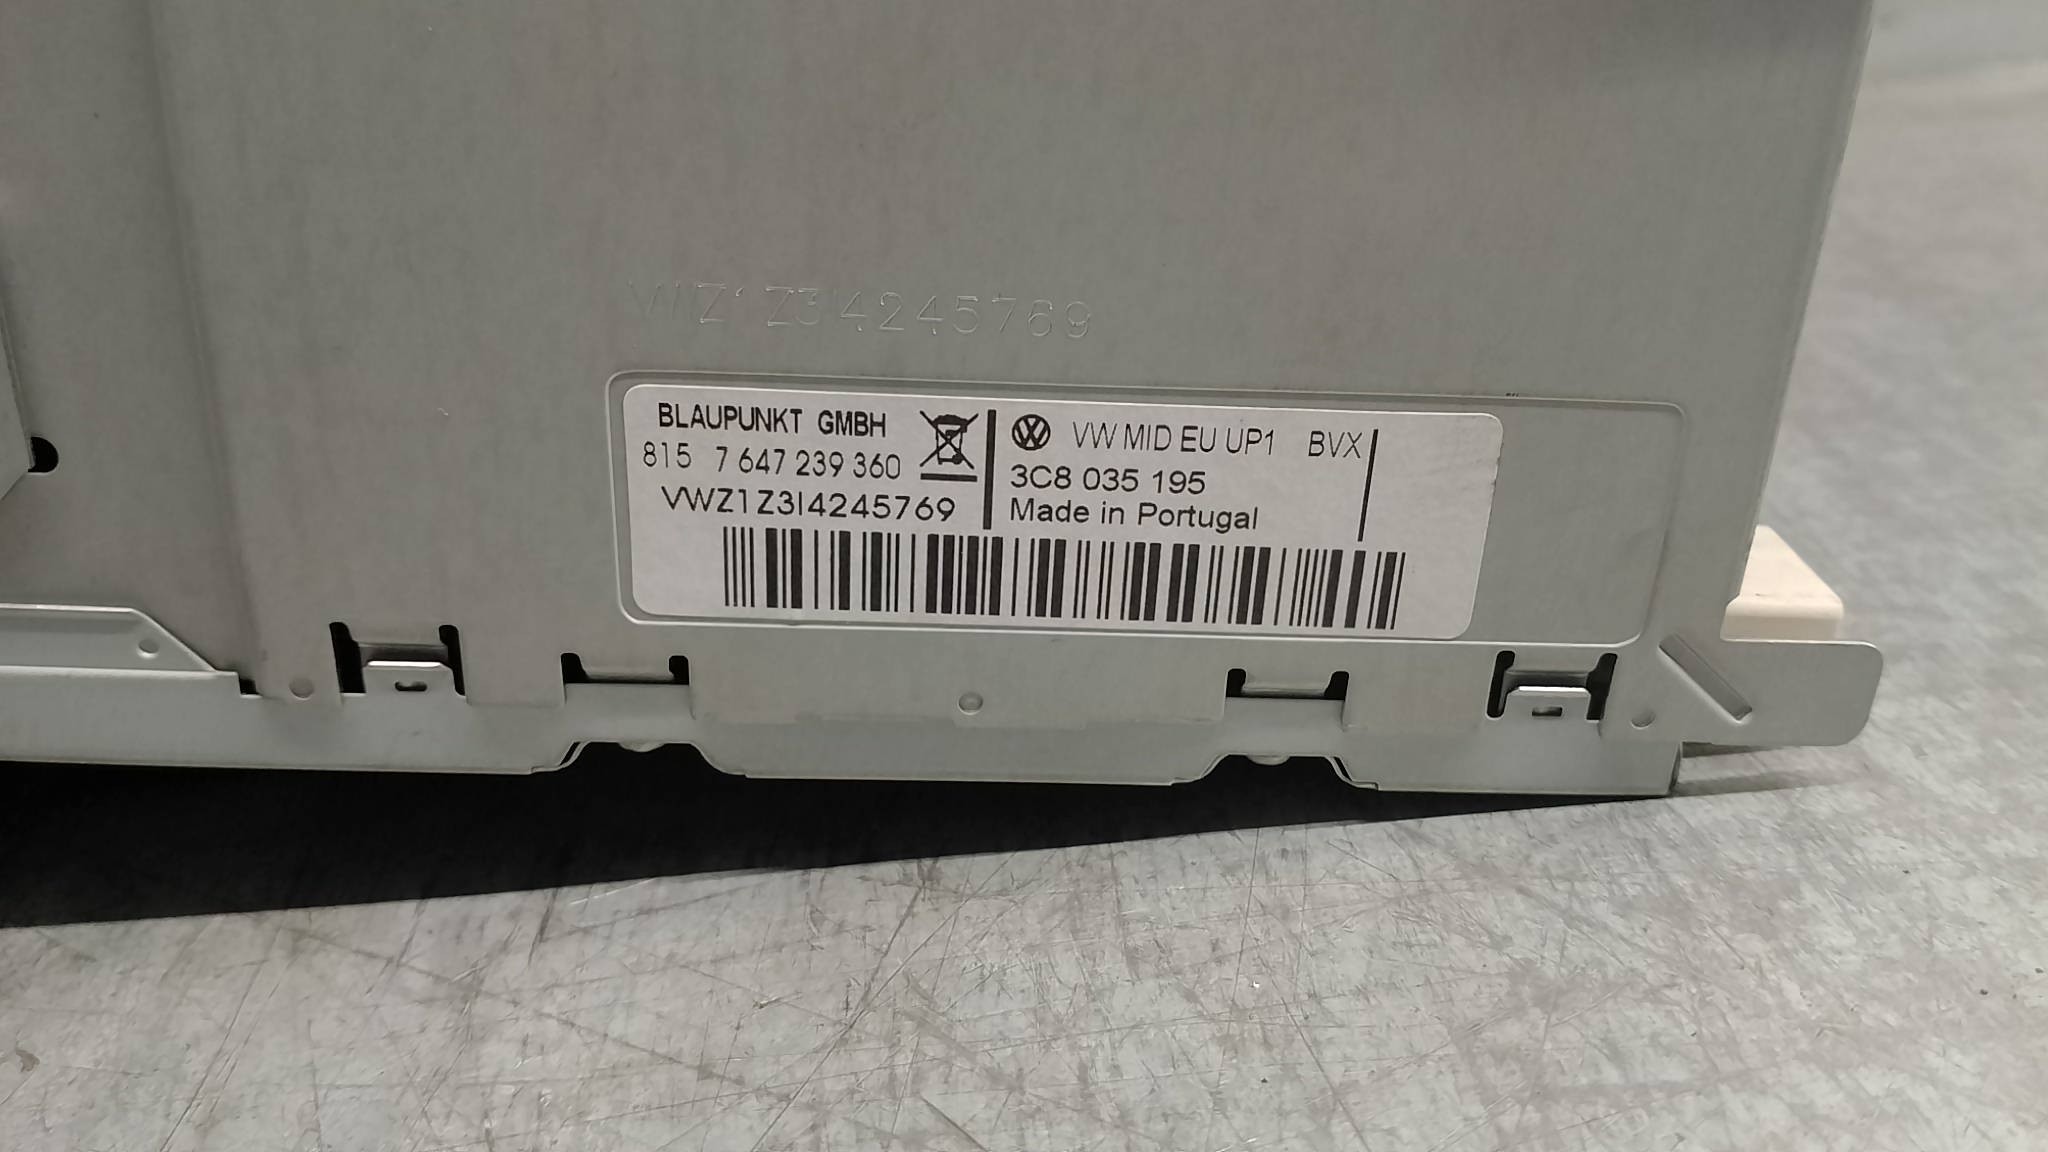 VWZ1Z3I4245769
BLAUPUNKT GMBH
815 7 647 239 360
VWZ1Z3I4245769
VW MID EU UP1 BVX
3C8 035 195
Made in Portugal